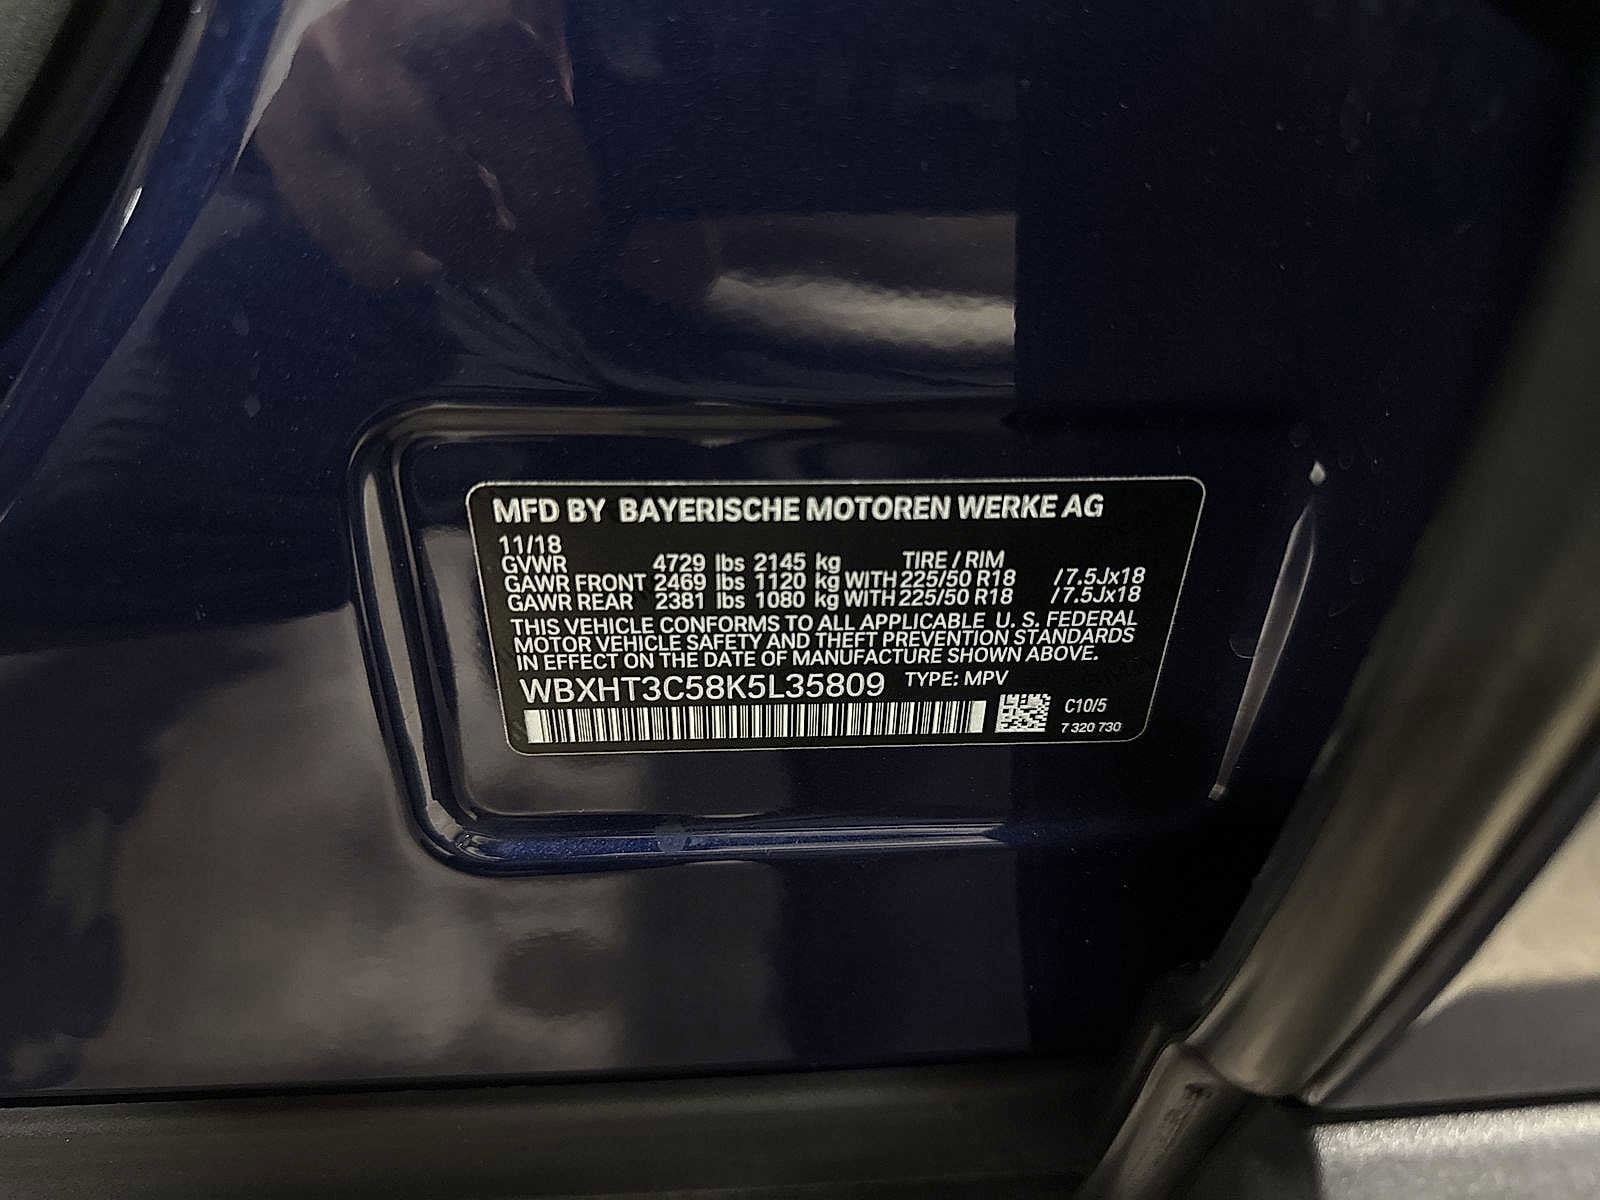 MFD BY BAYERISCHE MOTOREN WERKE AG
11/18
GVWR 4729 lbs 2145 kg TIRE / RIM
GAWR FRONT 2469 lbs 1120 kg WITH 225/50 R18 /7.5Jx18
GAWR REAR 2381 lbs 1080 kg WITH 225/50 R18 /7.5Jx18
THIS VEHICLE CONFORMS TO ALL APPLICABLE U. S. FEDERAL
MOTOR VEHICLE SAFETY AND THEFT PREVENTION STANDARDS
IN EFFECT ON THE DATE OF MANUFACTURE SHOWN ABOVE.
WBXHT3C58K5L35809 TYPE: MPV
C10/5
7 320 730